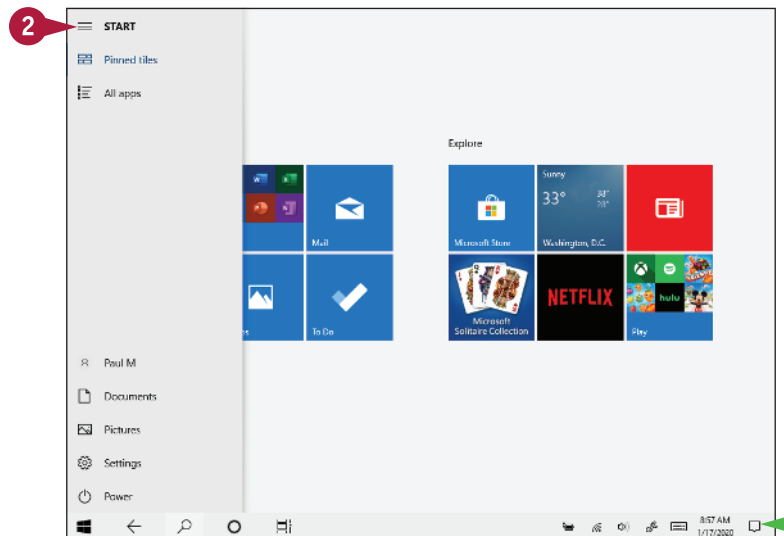 2
START
Pinned tiles
All apps
Explore
Mail
To Do
Sunny
33°
28°
Washington, D.C.
Microsoft Store
Microsoft
Solitaire Collection
NETFLIX
hulu
Play
Paul M
Documents
Pictures
Settings
Power
8:57 AM
1/17/2020